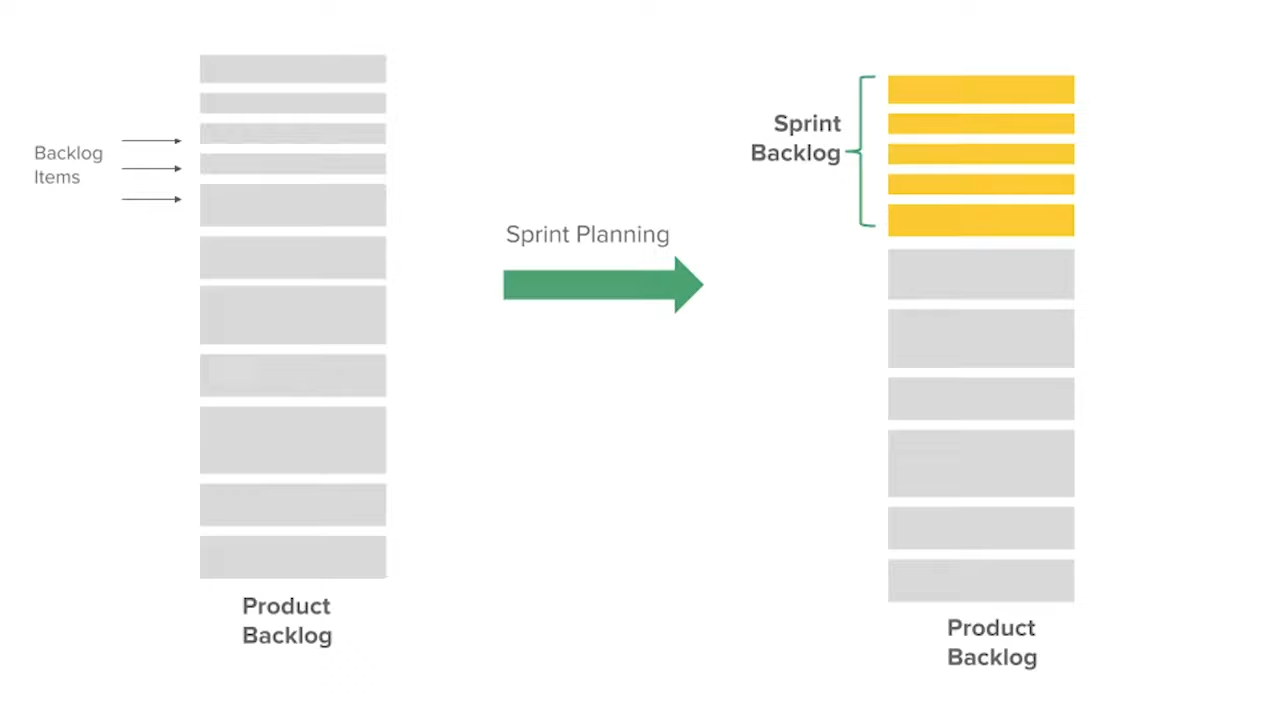 Backlog
Items
Product
Backlog
Sprint Planning
Sprint
Backlog
Product
Backlog